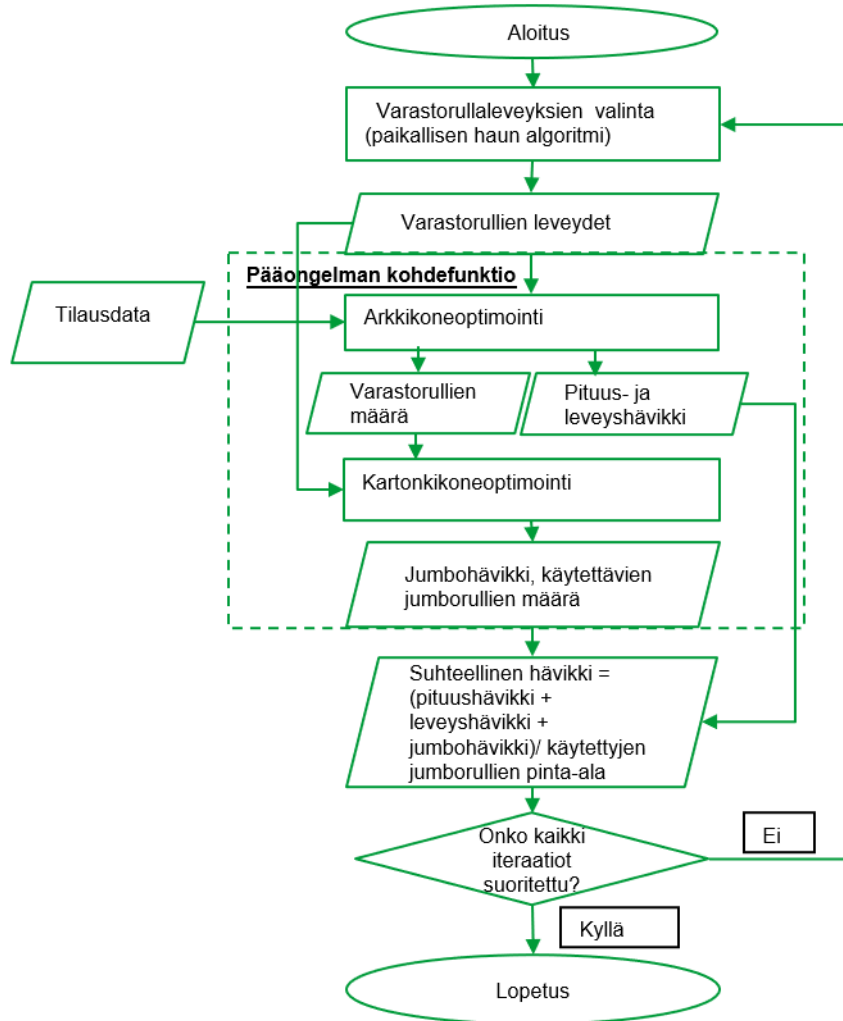 Aloitus
Varastorullaleveyksien valinta
(paikallisen haun algoritmi)
Varastorullien leveydet
Pääongelman kohdefunktio
Tilausdata
Arkkikoneoptimointi
Varastorullien
määrä
Pituus- ja
leveyshävikki
Kartonkikoneoptimointi
Jumbohävikki, käytettävien
jumborullien määrä
Suhteellinen hävikki =
(pituushävikki +
leveyshävikki +
jumbohävikki)/ käytettyjen
jumborullien pinta-ala
Onko kaikki
iteraatiot
suoritettu?
Ei
Kyllä
Lopetus